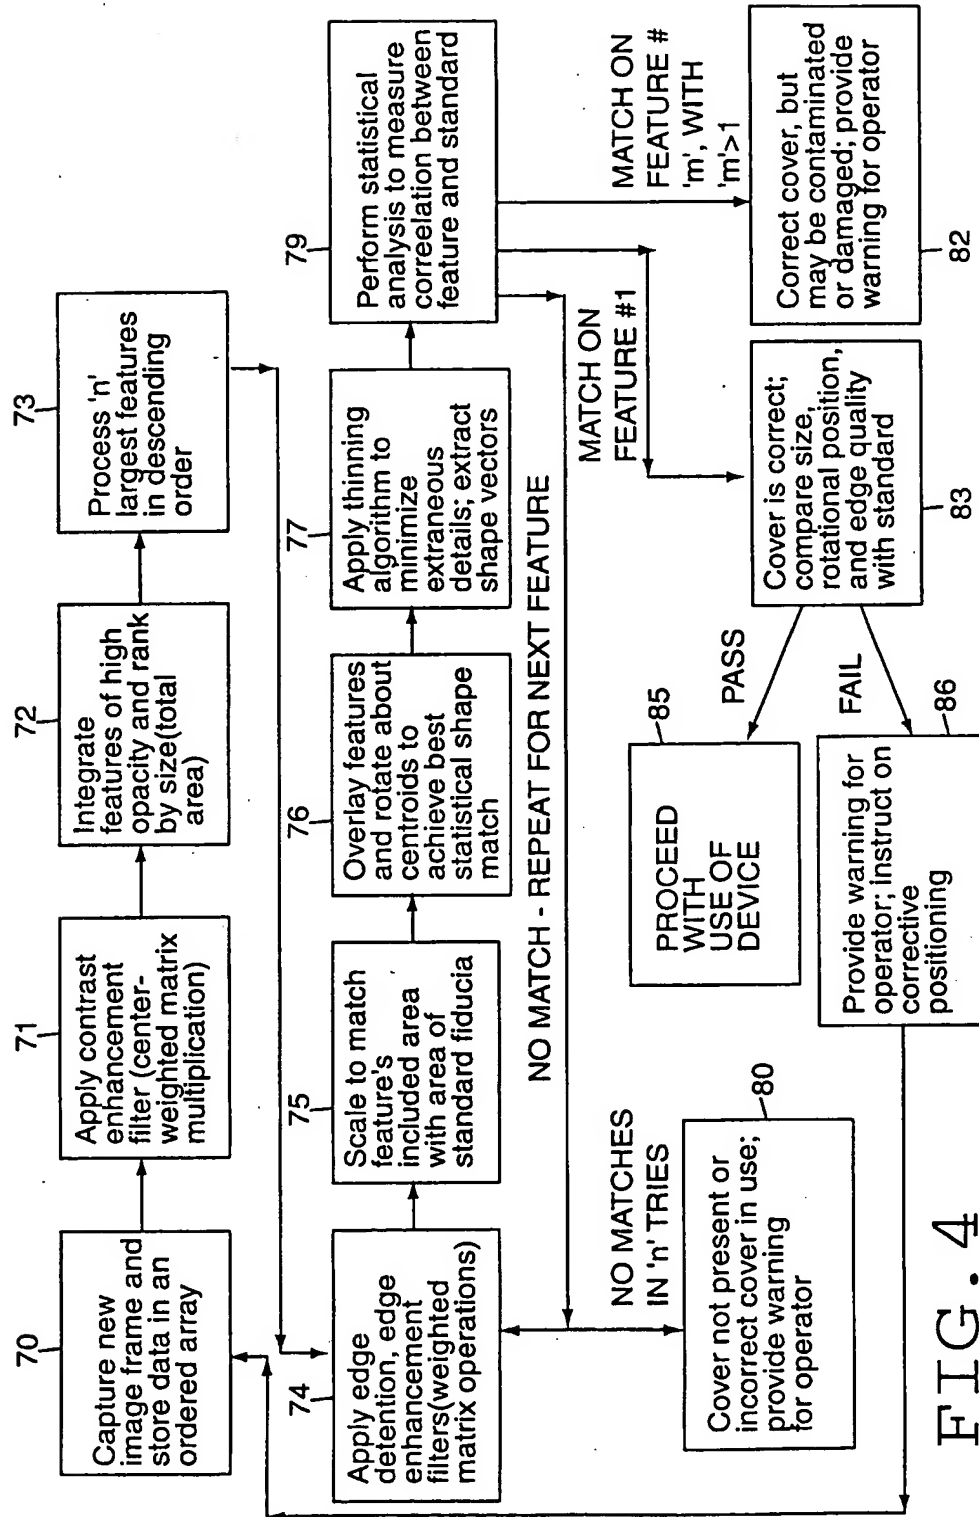 70
Capture new
image frame and
store data in an
ordered array
71
Apply contrast
enhancement
filter (center-
weighted matrix
multiplication)
72
Integrate
features of high
opacity and rank
by size(total
area)
73
Process 'n'
largest features
in descending
order
74
Apply edge
detention, edge
enhancement
filters(weighted
matrix operations)
75
Scale to match
feature's
included area
with area of
standard fiducia
76
Overlay features
and rotate about
centroids to
achieve best
statistical shape
match
77
Apply thinning
algorithm to
minimize
extraneous
details; extract
shape vectors
79
Perform statistical
analysis to measure
correelation between
feature and standard
NO MATCH - REPEAT FOR NEXT FEATURE
NO MATCHES
IN 'n' TRIES
MATCH ON
FEATURE #1
MATCH ON
FEATURE #
'm', WITH
'm'>1
80
Cover not present or
incorrect cover in use;
provide warning
for operator
85
PROCEED
WITH
USE OF
DEVICE
PASS
FAIL
83
Cover is correct;
compare size,
rotational position,
and edge quality
with standard
82
Correct cover, but
may be contaminated
or damaged; provide
warning for operator
86
Provide warning for
operator; instruct on
corrective
positioning
FIG. 4